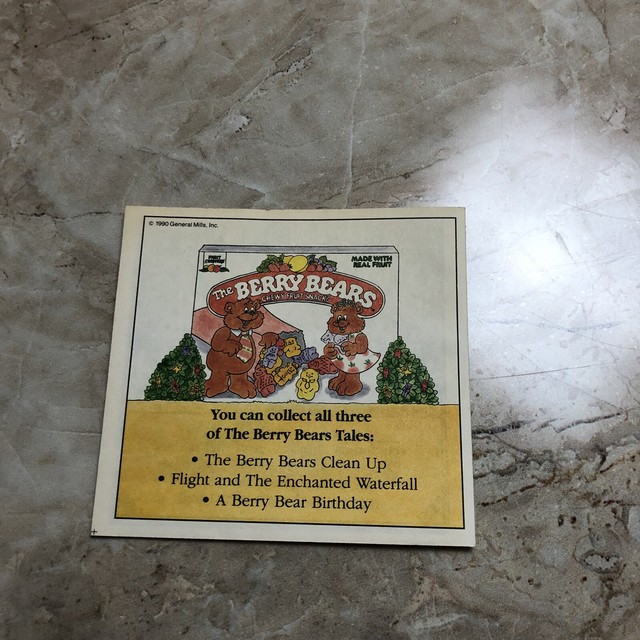 © 1990 General Mills, Inc.
MADE WITH
REAL FRUIT
The BERRY BEARS
CHEWY FRUIT SNACKS
You can collect all three
of The Berry Bears Tales:
• The Berry Bears Clean Up
• Flight and The Enchanted Waterfall
• A Berry Bear Birthday